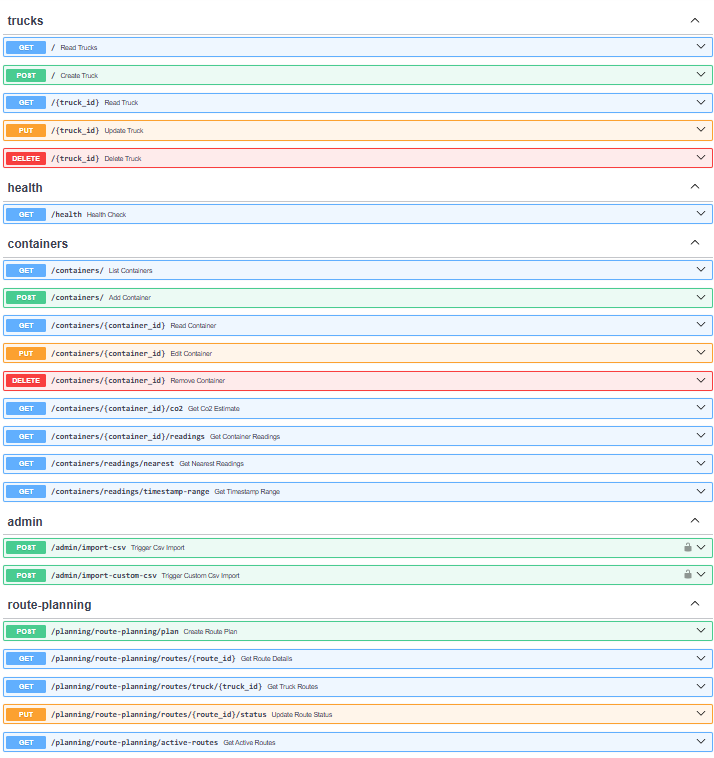 trucks
GET / Read Trucks
POST / Create Truck
GET /{truck_id} Read Truck
PUT /{truck_id} Update Truck
DELETE /{truck_id} Delete Truck
health
GET /health Health Check
containers
GET /containers/ List Containers
POST /containers/ Add Container
GET /containers/{container_id} Read Container
PUT /containers/{container_id} Edit Container
DELETE /containers/{container_id} Remove Container
GET /containers/{container_id}/co2 Get Co2 Estimate
GET /containers/{container_id}/readings Get Container Readings
GET /containers/readings/nearest Get Nearest Readings
GET /containers/readings/timestamp-range Get Timestamp Range
admin
POST /admin/import-csv Trigger Csv Import
POST /admin/import-custom-csv Trigger Custom Csv Import
route-planning
POST /planning/route-planning/plan Create Route Plan
GET /planning/route-planning/routes/{route_id} Get Route Details
GET /planning/route-planning/routes/truck/{truck_id} Get Truck Routes
PUT /planning/route-planning/routes/{route_id}/status Update Route Status
GET /planning/route-planning/active-routes Get Active Routes